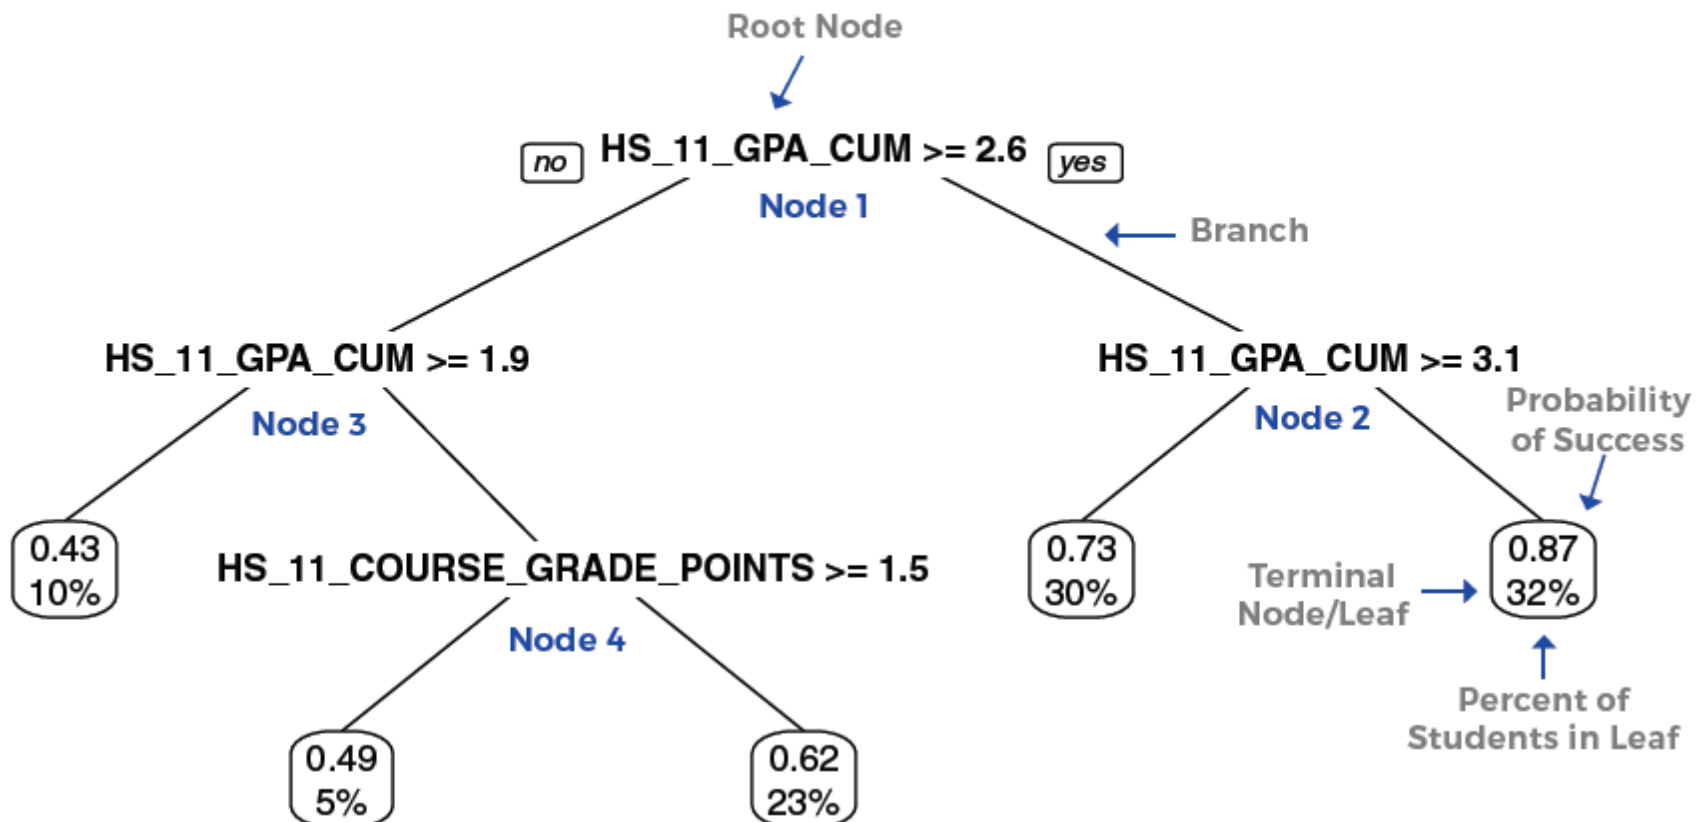 Root Node
no
HS_11_GPA_CUM >= 2.6
yes
Node 1
Branch
HS_11_GPA_CUM >= 1.9
HS_11_GPA_CUM >= 3.1
Node 3
Node 2
Probability
of Success
0.43
10%
HS_11_COURSE_GRADE_POINTS >= 1.5
Node 4
0.73
30%
Terminal
Node/Leaf
0.87
32%
Percent of
Students in Leaf
0.49
5%
0.62
23%